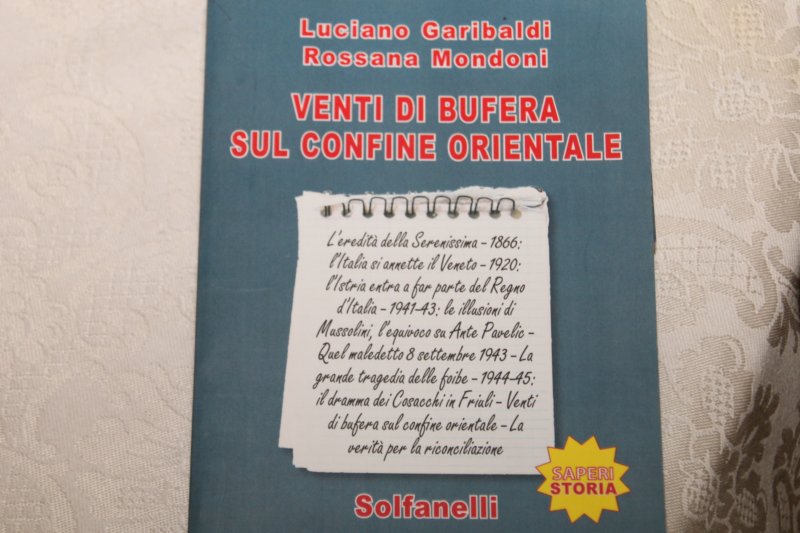 Luciano Garibaldi
Rossana Mondoni
VENTI DI BUFERA
SUL CONFINE ORIENTALE
L'eredità della Serenissima – 1866:
l'Italia si annette il Veneto – 1920:
l'Istria entra a far parte del Regno
d'Italia – 1941-43: le illusioni di
Mussolini, l'equivoco su Ante Pavelic –
Quel maledetto 8 settembre 1943 – La
grande tragedia delle foibe – 1944-45:
il dramma dei Cosacchi in Friuli – Venti
di bufera sul confine orientale – La
verità per la riconciliazione
SAPERI
STORIA
Solfanelli